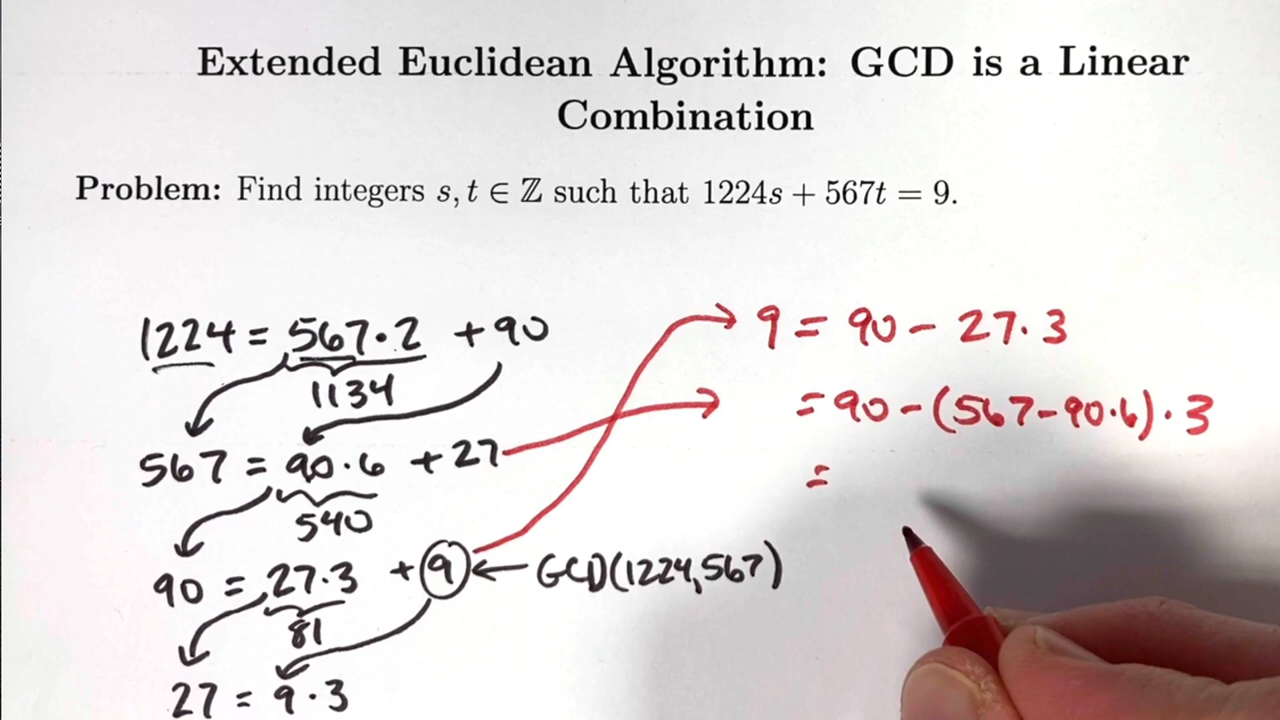 Extended Euclidean Algorithm: GCD is a Linear
Combination
Problem: Find integers s, t ∈ ℤ such that 1224s + 567t = 9.
1224 = 567·2 + 90
1134
567 = 90·6 + 27
540
90 = 27·3 + 9 ← GCD(1224,567)
81
27 = 9·3
9 = 90 - 27·3
= 90 - (567-90·6)·3
=